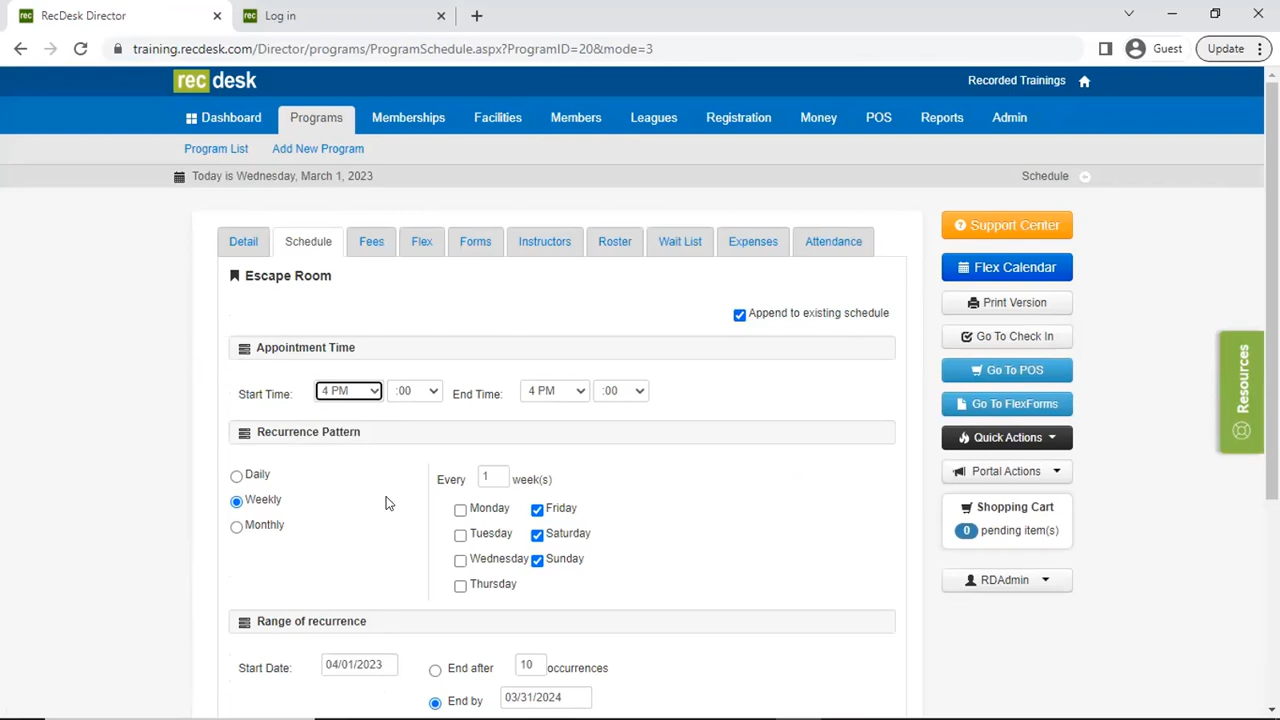 rec RecDesk Director
rec Log in
training.recdesk.com/Director/programs/ProgramSchedule.aspx?ProgramID=20&mode=3
Guest
Update
rec desk
Recorded Trainings
Dashboard Programs Memberships Facilities Members Leagues Registration Money POS Reports Admin
Program List Add New Program
Today is Wednesday, March 1, 2023
Schedule
Detail Schedule Fees Flex Forms Instructors Roster Wait List Expenses Attendance
Escape Room
Append to existing schedule
Appointment Time
Start Time: 4 PM :00 End Time: 4 PM :00
Recurrence Pattern
Daily
Weekly
Monthly
Every 1 week(s)
Monday Friday
Tuesday Saturday
Wednesday Sunday
Thursday
Range of recurrence
Start Date: 04/01/2023
End after 10 occurrences
End by 03/31/2024
Support Center
Flex Calendar
Print Version
Go To Check In
Go To POS
Go To FlexForms
Quick Actions
Portal Actions
Shopping Cart
0 pending item(s)
RDAdmin
Resources